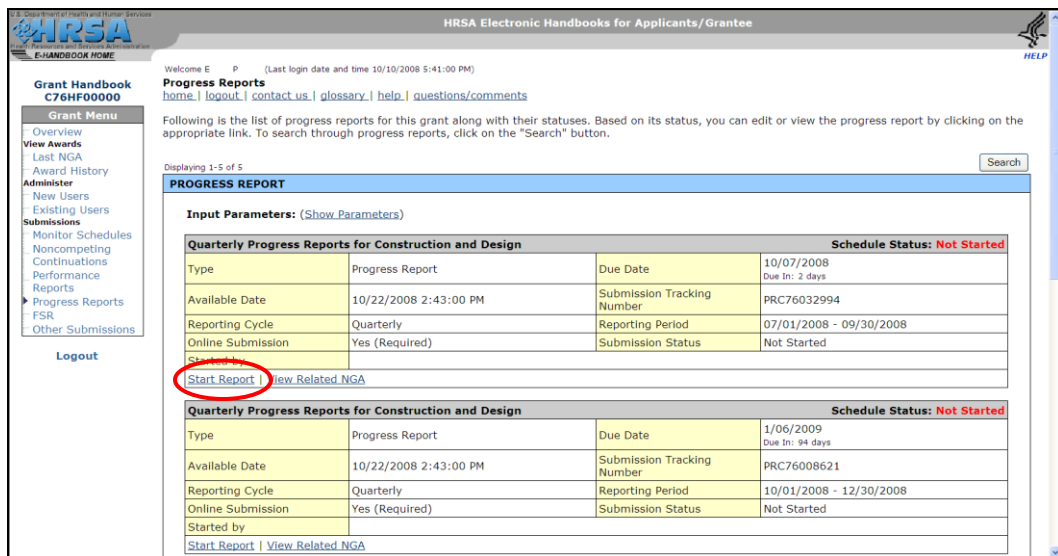 U.S. Department of Health and Human Services
HRSA
Health Resources and Services Administration
HRSA Electronic Handbooks for Applicants/Grantee
E-HANDBOOK HOME
HELP
Welcome E P (Last login date and time 10/10/2008 5:41:00 PM)
Grant Handbook
C76HF00000
Progress Reports
home | logout | contact us | glossary | help | questions/comments
Grant Menu
Overview
View Awards
Last NGA
Award History
Administer
New Users
Existing Users
Submissions
Monitor Schedules
Noncompeting
Continuations
Performance
Reports
Progress Reports
FSR
Other Submissions
Logout
Following is the list of progress reports for this grant along with their statuses. Based on its status, you can edit or view the progress report by clicking on the
appropriate link. To search through progress reports, click on the "Search" button.
Displaying 1-5 of 5
Search
PROGRESS REPORT
Input Parameters: (Show Parameters)
Quarterly Progress Reports for Construction and Design Schedule Status: Not Started
Type Progress Report Due Date 10/07/2008
Due In: 2 days
Available Date 10/22/2008 2:43:00 PM Submission Tracking Number PRC76032994
Reporting Cycle Quarterly Reporting Period 07/01/2008 - 09/30/2008
Online Submission Yes (Required) Submission Status Not Started
Started by
Start Report | View Related NGA
Quarterly Progress Reports for Construction and Design Schedule Status: Not Started
Type Progress Report Due Date 1/06/2009
Due In: 94 days
Available Date 10/22/2008 2:43:00 PM Submission Tracking Number PRC76008621
Reporting Cycle Quarterly Reporting Period 10/01/2008 - 12/30/2008
Online Submission Yes (Required) Submission Status Not Started
Started by
Start Report | View Related NGA